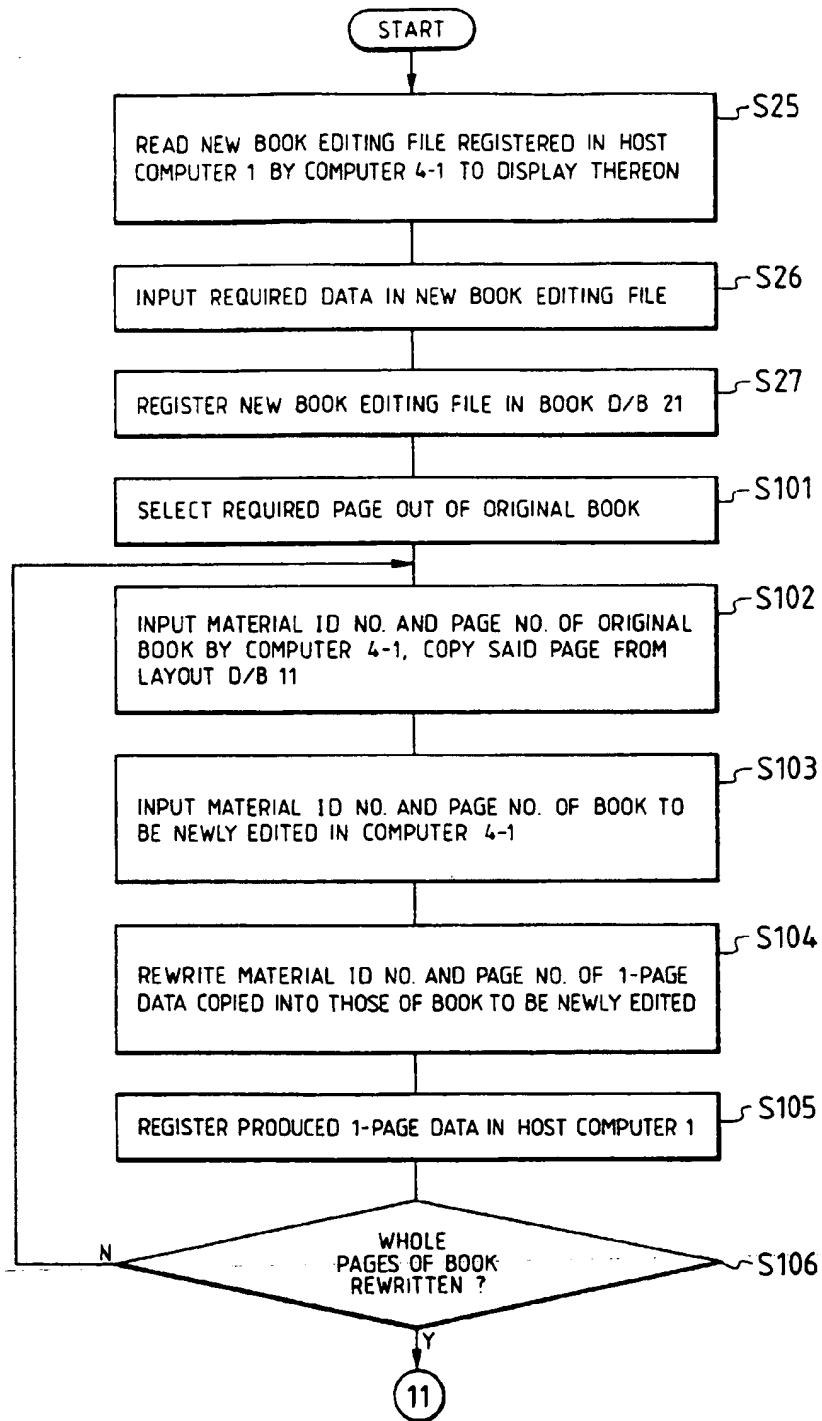 START
S25
READ NEW BOOK EDITING FILE REGISTERED IN HOST
COMPUTER 1 BY COMPUTER 4-1 TO DISPLAY THEREON
S26
INPUT REQUIRED DATA IN NEW BOOK EDITING FILE
S27
REGISTER NEW BOOK EDITING FILE IN BOOK D/B 21
S101
SELECT REQUIRED PAGE OUT OF ORIGINAL BOOK
S102
INPUT MATERIAL ID NO. AND PAGE NO. OF ORIGINAL
BOOK BY COMPUTER 4-1, COPY SAID PAGE FROM
LAYOUT D/B 11
S103
INPUT MATERIAL ID NO. AND PAGE NO. OF BOOK TO
BE NEWLY EDITED IN COMPUTER 4-1
S104
REWRITE MATERIAL ID NO. AND PAGE NO. OF 1-PAGE
DATA COPIED INTO THOSE OF BOOK TO BE NEWLY EDITED
S105
REGISTER PRODUCED 1-PAGE DATA IN HOST COMPUTER 1
N
WHOLE
PAGES OF BOOK
REWRITTEN ?
S106
Y
11